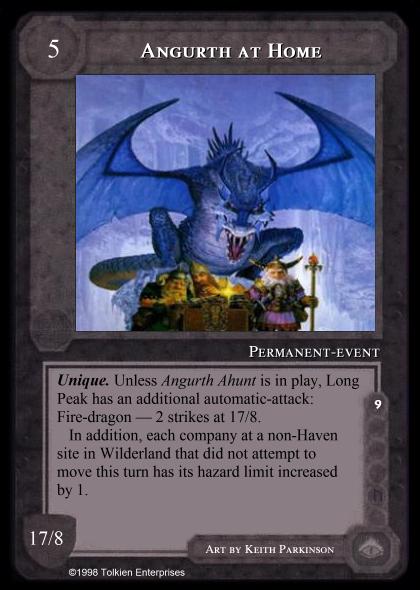 5
ANGURTH AT HOME
PERMANENT-EVENT
Unique. Unless Angurth Ahunt is in play, Long
Peak has an additional automatic-attack:
Fire-dragon — 2 strikes at 17/8.
In addition, each company at a non-Haven
site in Wilderland that did not attempt to
move this turn has its hazard limit increased
by 1.
9
17/8
ART BY KEITH PARKINSON
©1998 Tolkien Enterprises